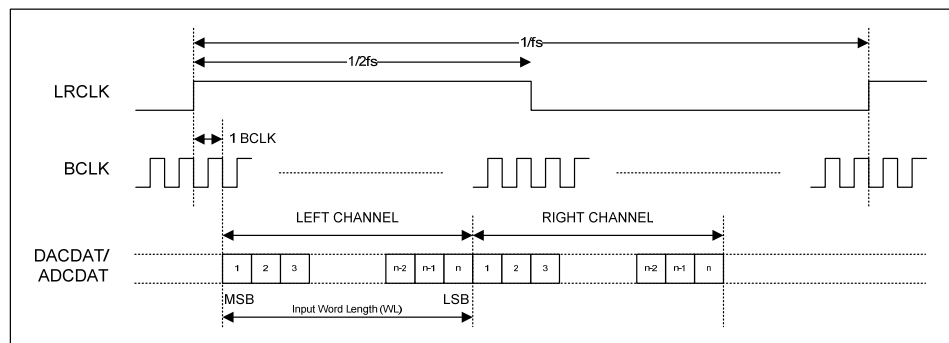 1/fs
1/2fs
LRCLK
1 BCLK
BCLK
LEFT CHANNEL RIGHT CHANNEL
DACDAT/
ADCDAT
1 2 3 n-2 n-1 n 1 2 3 n-2 n-1 n
MSB LSB
Input Word Length (WL)